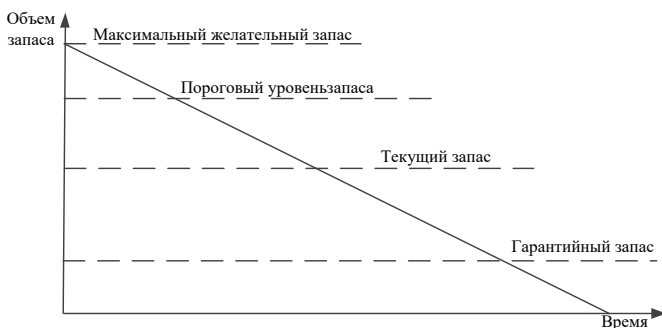 Объем
запаса
Максимальный желательный запас
Пороговый уровеньзапаса
Текущий запас
Гарантийный запас
Время